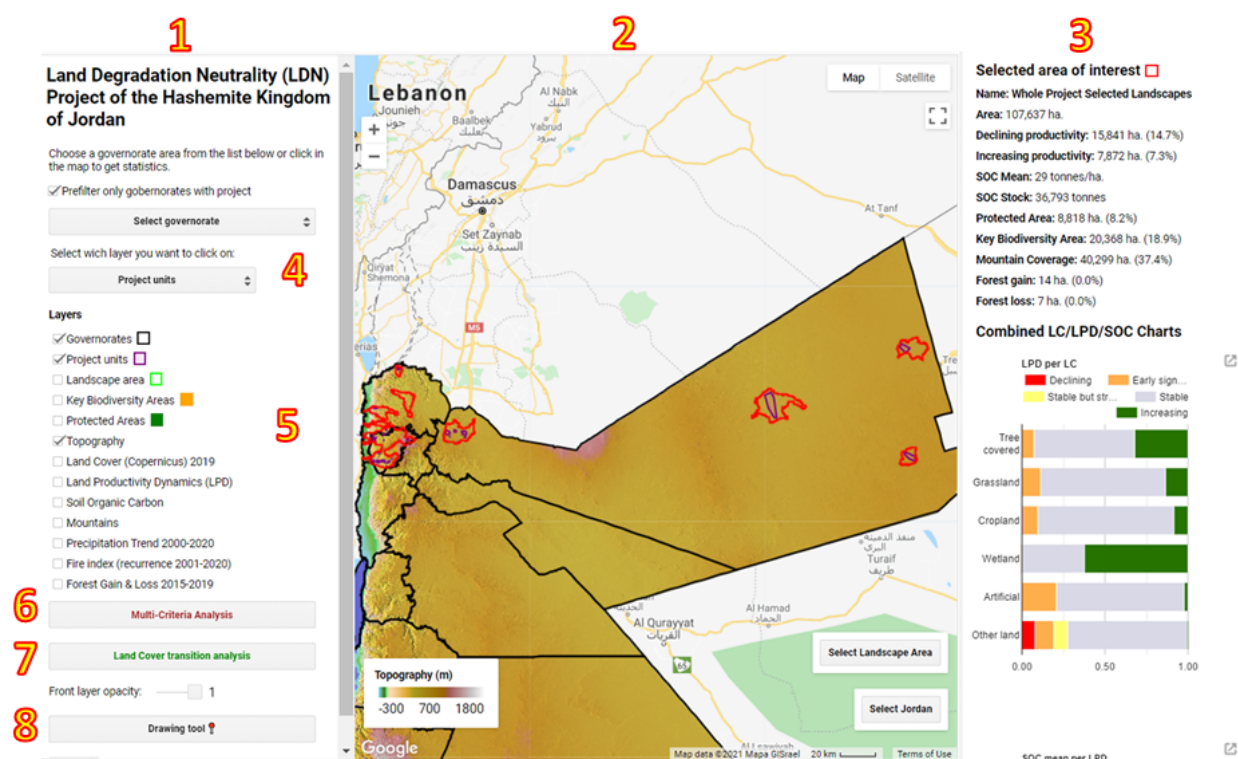 1
2
3
Land Degradation Neutrality (LDN)
Project of the Hashemite Kingdom
of Jordan
Choose a governorate area from the list below or click in
the map to get statistics.
Prefilter only gobernorates with project
Select governorate
Select wich layer you want to click on:
4
Project units
Layers
Governorates
Project units
Landscape area
Key Biodiversity Areas
Protected Areas
5
Topography
Land Cover (Copernicus) 2019
Land Productivity Dynamics (LPD)
Soil Organic Carbon
Mountains
Precipitation Trend 2000-2020
Fire index (recurrence 2001-2020)
Forest Gain & Loss 2015-2019
6
Multi-Criteria Analysis
7
Land Cover transition analysis
Front layer opacity:
1
8
Drawing tool
Map
Satellite
Lebanon
Jounieh
جونيه
Baalbek
بعلبك
Al Nabk
النبك
Yabrud
يبرود
+
−
Damascus
دمشق
Set Zaynab
السيدة زينب
At Tanf
Qiryat
Shemona
M5
erias
Tre
منفذ الحديثة
البري
Turaif
طريف
Al Qurayyat
القريات
Al Hamad
الحماد
65
Select Landscape Area
Select Jordan
Topography (m)
-300
700
1800
Google
Map data ©2021 Mapa GISrael
20 km
Terms of Use
Selected area of interest
Name: Whole Project Selected Landscapes
Area: 107,637 ha.
Declining productivity: 15,841 ha. (14.7%)
Increasing productivity: 7,872 ha. (7.3%)
SOC Mean: 29 tonnes/ha.
SOC Stock: 36,793 tonnes
Protected Area: 8,818 ha. (8.2%)
Key Biodiversity Area: 20,368 ha. (18.9%)
Mountain Coverage: 40,299 ha. (37.4%)
Forest gain: 14 ha. (0.0%)
Forest loss: 7 ha. (0.0%)
Combined LC/LPD/SOC Charts
LPD per LC
Declining
Early sign...
Stable but str...
Stable
Increasing
Tree
covered
Grassland
Cropland
Wetland
Artificial
Other land
0.00
0.50
1.00
SOC mean per LPD